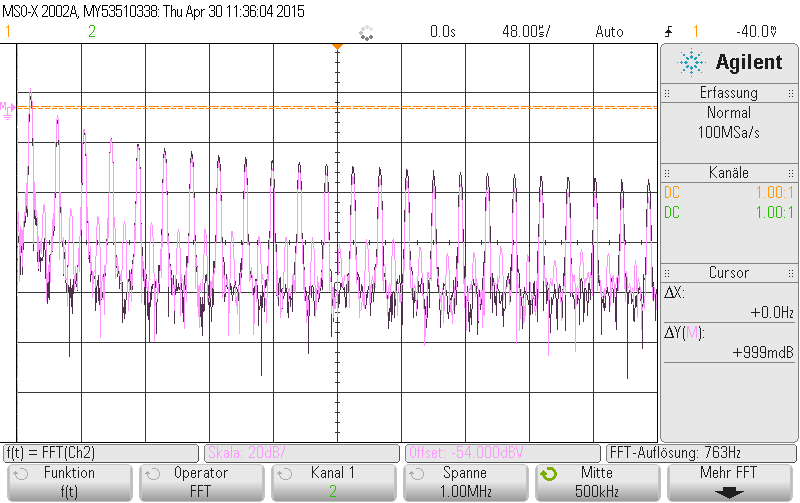 MSO-X 2002A, MY53510338: Thu Apr 30 11:36:04 2015
1 2 0.0s 48.00㎲/ Auto 1 -40.0㎷
M
Agilent
Erfassung
Normal
100MSa/s
Kanäle
DC 1.00:1
DC 1.00:1
Cursor
ΔX:
+0.0Hz
ΔY(M):
+999mdB
f(t) = FFT(Ch2) Skala: 20dB/ Offset: -54.000dBV FFT-Auflösung: 763Hz
Funktion Operator Kanal 1 Spanne Mitte Mehr FFT
f(t) FFT 2 1.00MHz 500kHz